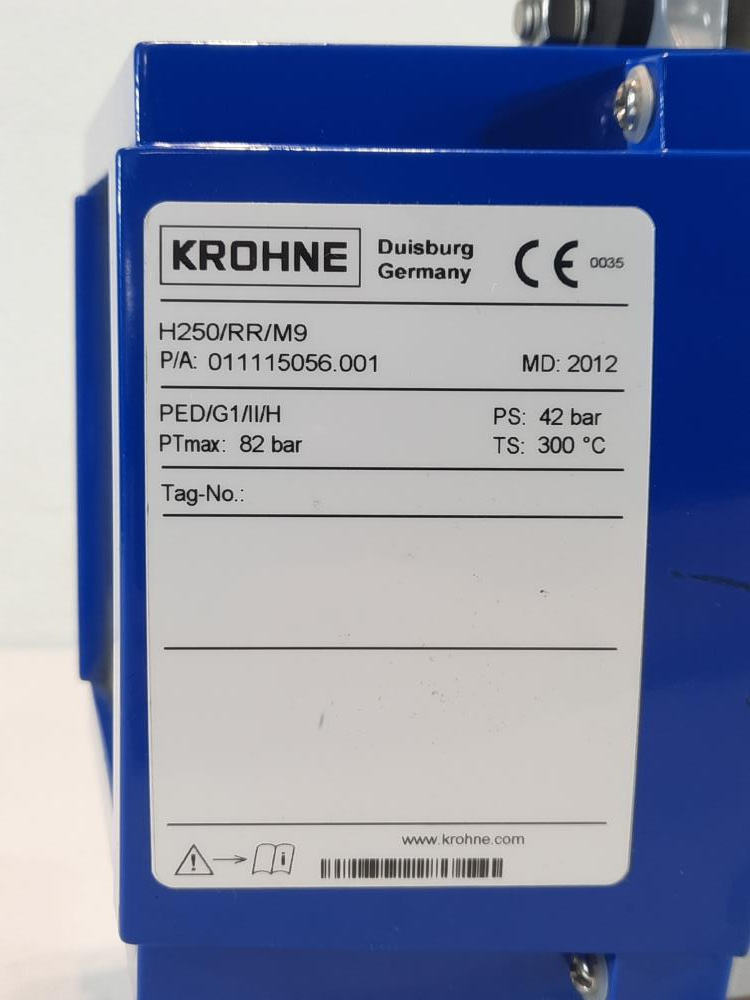 KROHNE
Duisburg
Germany
CE 0035
H250/RR/M9
P/A: 011115056.001 MD: 2012
PED/G1/II/H PS: 42 bar
PTmax: 82 bar TS: 300 °C
Tag-No.:
www.krohne.com